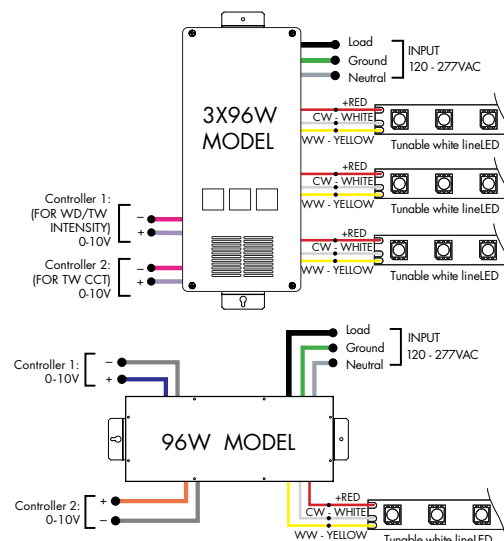 Load
Ground
Neutral
INPUT
120 - 277VAC
3X96W
MODEL
+RED
CW - WHITE
WW - YELLOW
Tunable white lineLED
+RED
CW - WHITE
WW - YELLOW
Tunable white lineLED
+RED
CW - WHITE
WW - YELLOW
Tunable white lineLED
Controller 1:
(FOR WD/TW
INTENSITY)
0-10V
–
+
Controller 2:
(FOR TW CCT)
0-10V
–
+
Load
Ground
Neutral
INPUT
120 - 277VAC
Controller 1:
0-10V
–
+
96W MODEL
Controller 2:
0-10V
+
–
+RED
CW - WHITE
WW - YELLOW
Tunable white lineLED